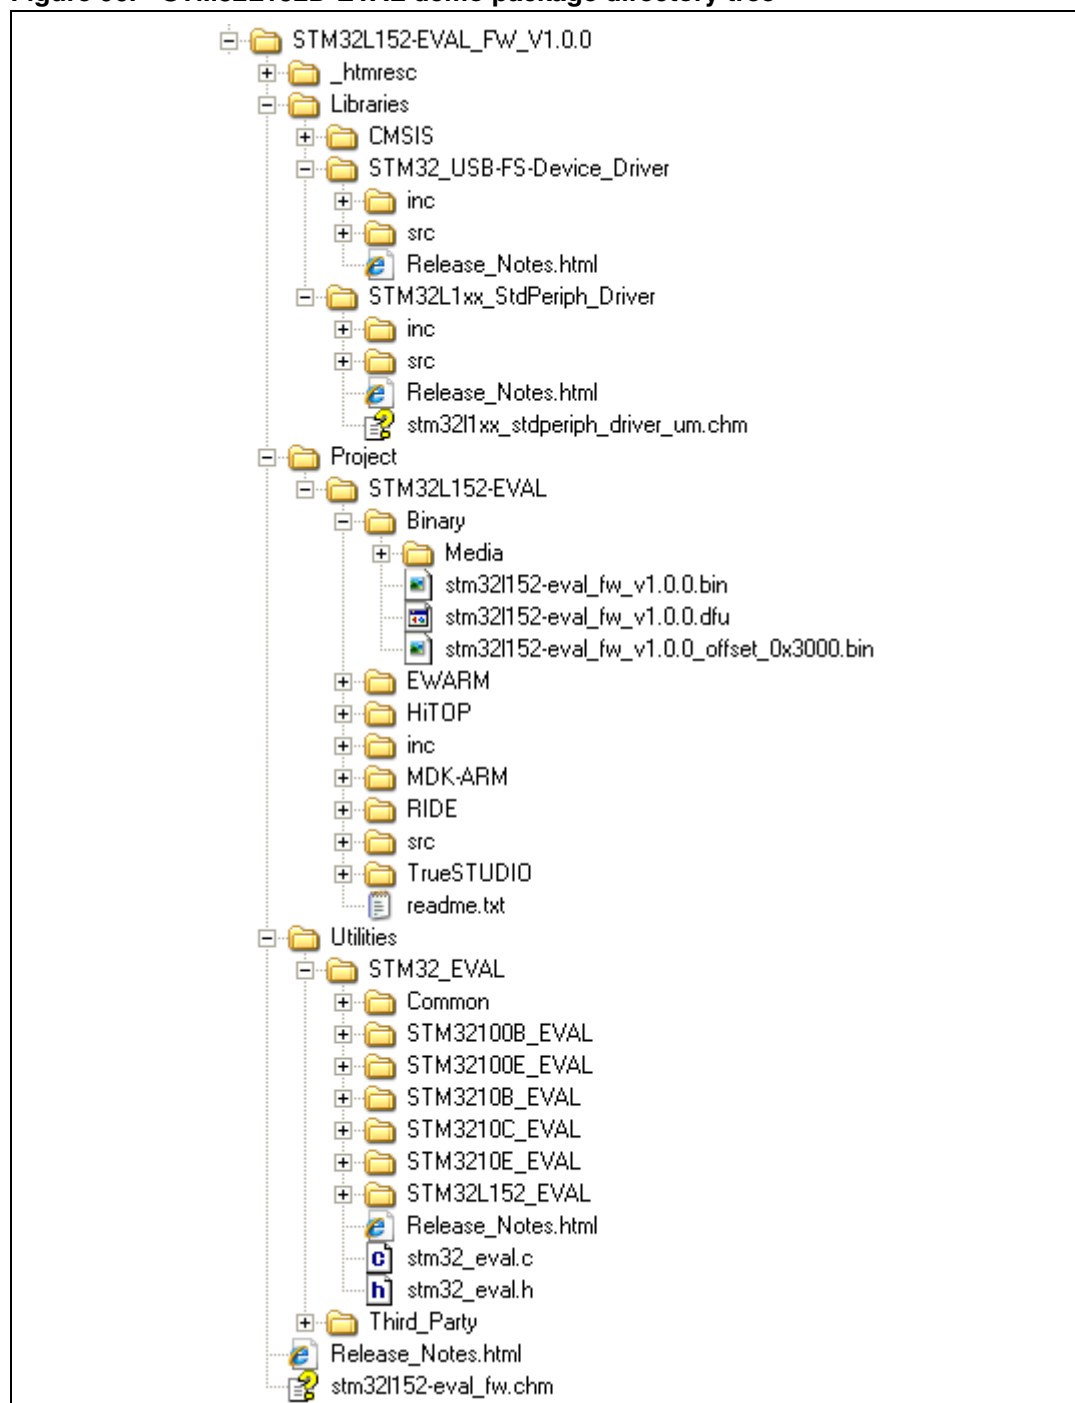 STM32L152-EVAL_FW_V1.0.0
_htmresc
Libraries
CMSIS
STM32_USB-FS-Device_Driver
inc
src
Release_Notes.html
STM32L1xx_StdPeriph_Driver
inc
src
Release_Notes.html
stm32l1xx_stdperiph_driver_um.chm
Project
STM32L152-EVAL
Binary
Media
stm32l152-eval_fw_v1.0.0.bin
stm32l152-eval_fw_v1.0.0.dfu
stm32l152-eval_fw_v1.0.0_offset_0x3000.bin
EWARM
HiTOP
inc
MDK-ARM
RIDE
src
TrueSTUDIO
readme.txt
Utilities
STM32_EVAL
Common
STM32100B_EVAL
STM32100E_EVAL
STM3210B_EVAL
STM3210C_EVAL
STM3210E_EVAL
STM32L152_EVAL
Release_Notes.html
c stm32_eval.c
h stm32_eval.h
Third_Party
Release_Notes.html
stm32l152-eval_fw.chm